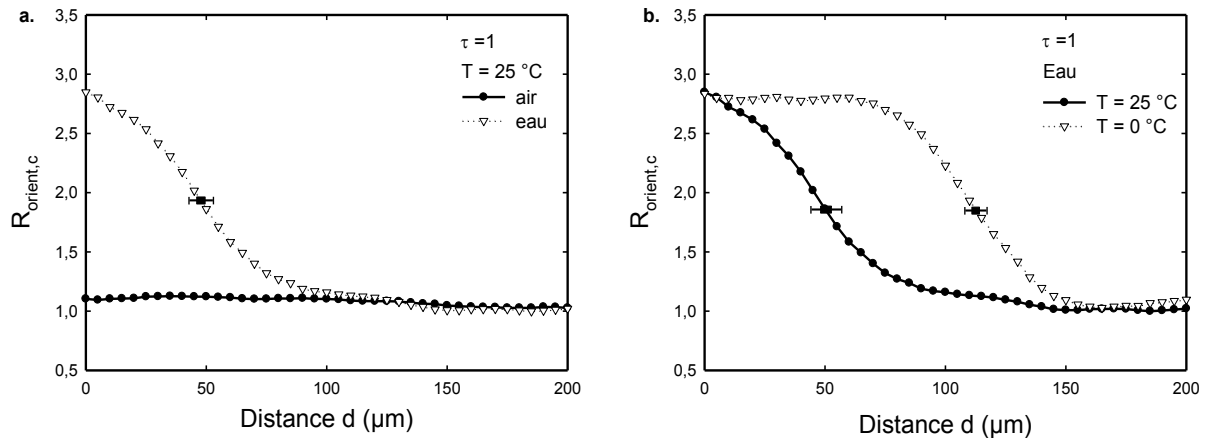 a.
3,5
3,0
2,5
2,0
1,5
1,0
0,5
R_orient,c
τ =1
T = 25 °C
air
eau
0 50 100 150 200
Distance d (µm)
b.
3,5
3,0
2,5
2,0
1,5
1,0
0,5
R_orient,c
τ =1
Eau
T = 25 °C
T = 0 °C
0 50 100 150 200
Distance d (µm)